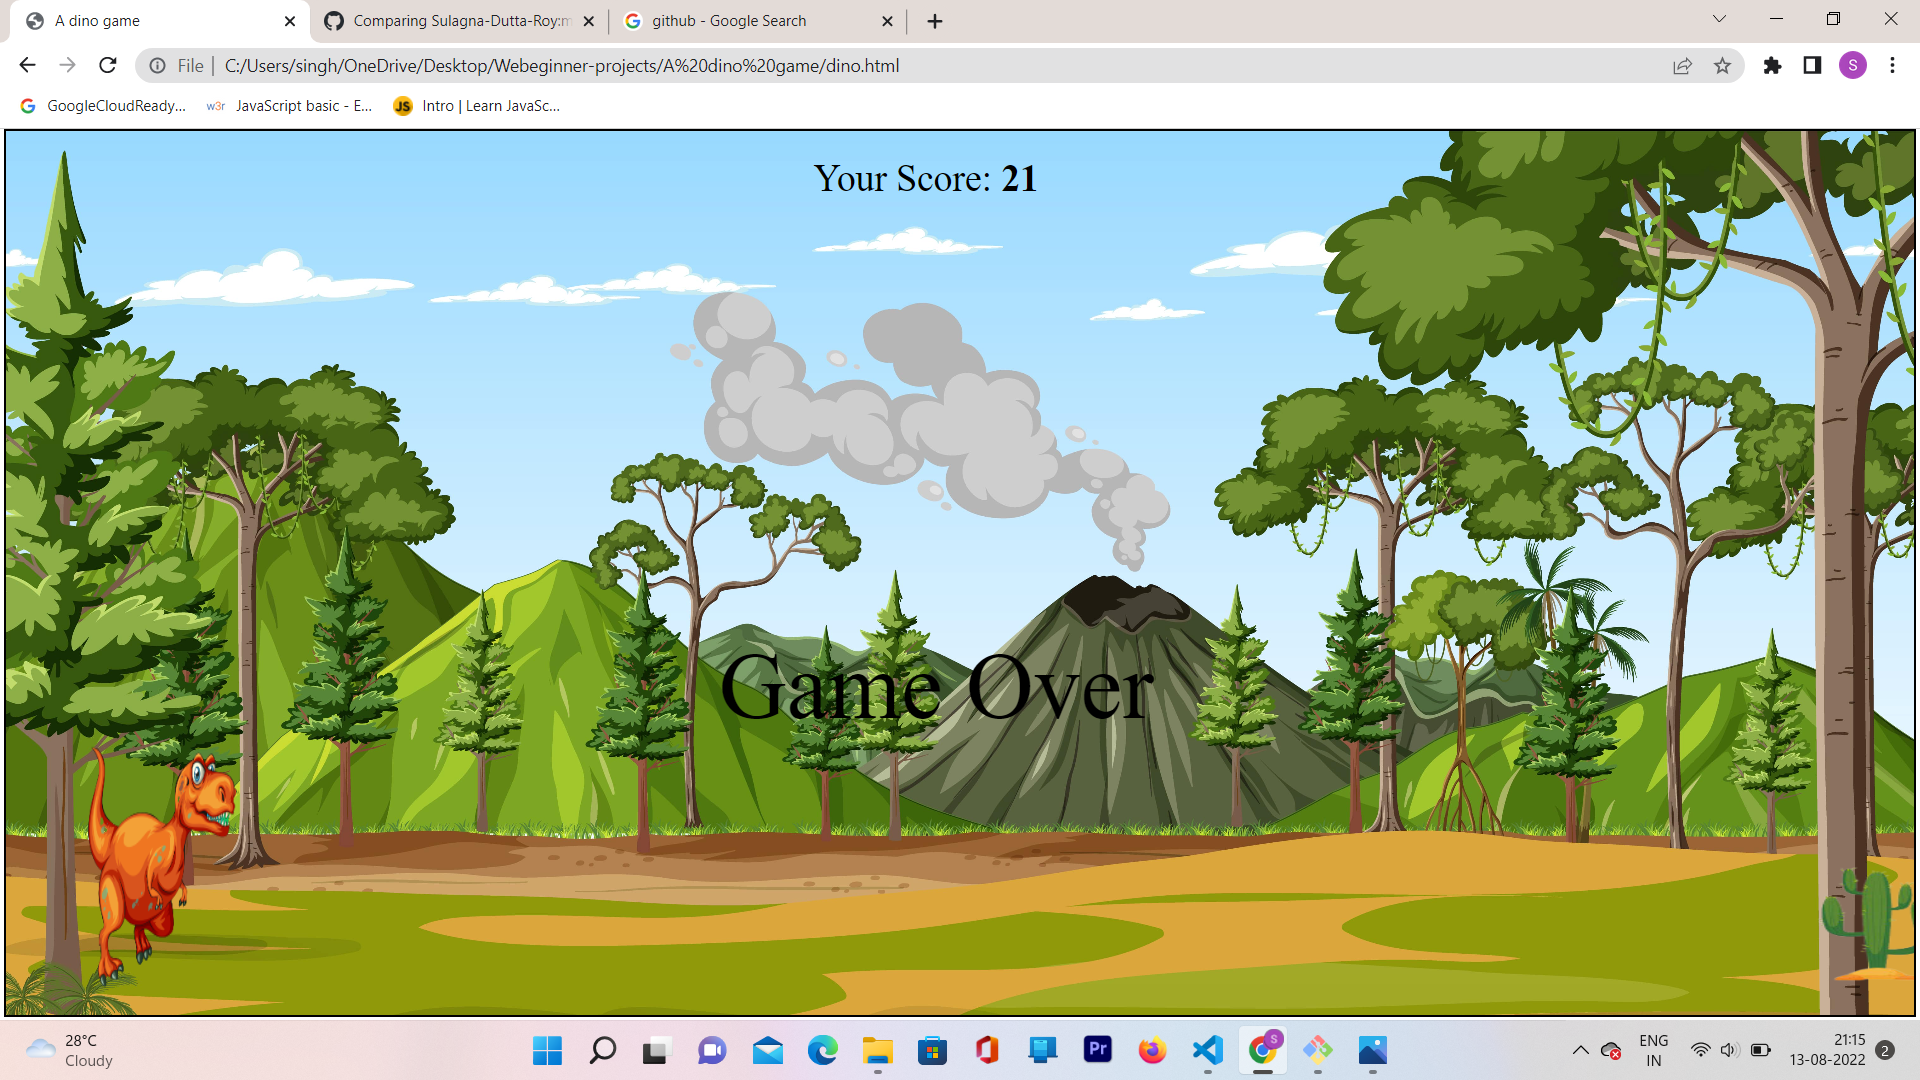 A dino game
Comparing Sulagna-Dutta-Roy:m
github - Google Search
File
C:/Users/singh/OneDrive/Desktop/Webeginner-projects/A%20dino%20game/dino.html
S
GoogleCloudReady...
w3r JavaScript basic - E...
JS Intro | Learn JavaSc...
Your Score: 21
Game Over
28°C
Cloudy
Pr
S
ENG
IN
21:15
13-08-2022
2